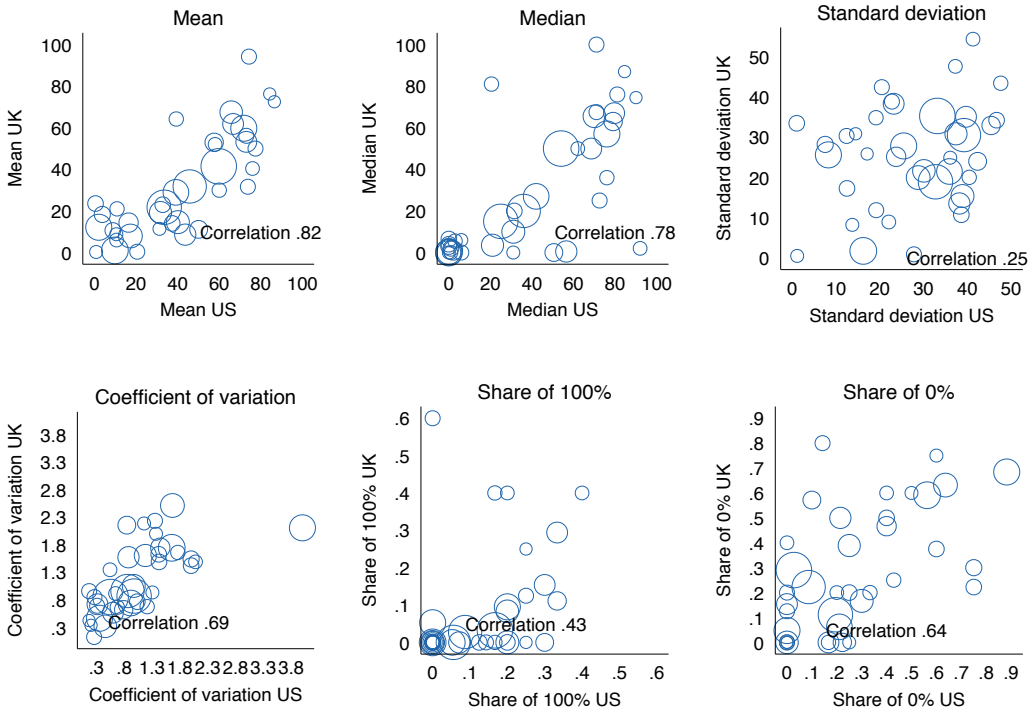 Mean
Mean UK
100
80
60
40
20
0
Correlation .82
0 20 40 60 80 100
Mean US
Median
Median UK
100
80
60
40
20
0
Correlation .78
0 20 40 60 80 100
Median US
Standard deviation
Standard deviation UK
50
40
30
20
10
0
Correlation .25
0 10 20 30 40 50
Standard deviation US
Coefficient of variation
Coefficient of variation UK
3.8
3.3
2.8
2.3
1.8
1.3
.8
.3
Correlation .69
.3 .8 1.3 1.8 2.3 2.8 3.3 3.8
Coefficient of variation US
Share of 100%
Share of 100% UK
.6
.5
.4
.3
.2
.1
0
Correlation .43
0 .1 .2 .3 .4 .5 .6
Share of 100% US
Share of 0%
Share of 0% UK
.9
.8
.7
.6
.5
.4
.3
.2
.1
0
Correlation .64
0 .1 .2 .3 .4 .5 .6 .7 .8 .9
Share of 0% US